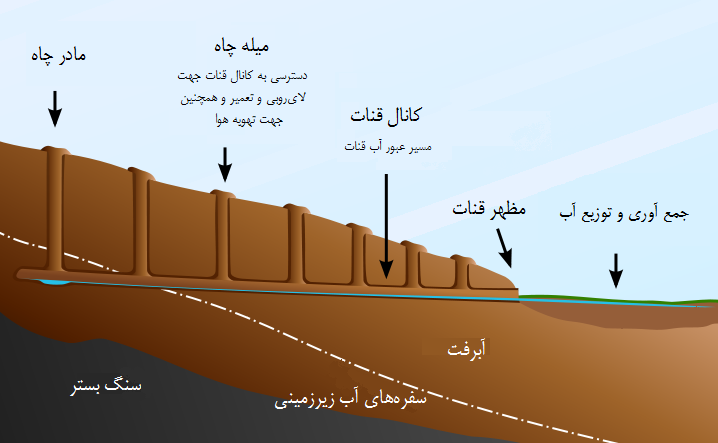 مادر چاه
میله چاه
دسترسی به کانال قنات جهت
لای‌روبی و تعمیر و همچنین
جهت تهویه هوا
کانال قنات
مسیر عبور آب قنات
مظهر قنات
جمع آوری و توزیع آب
آبرفت
سفره‌های آب زیرزمینی
سنگ بستر